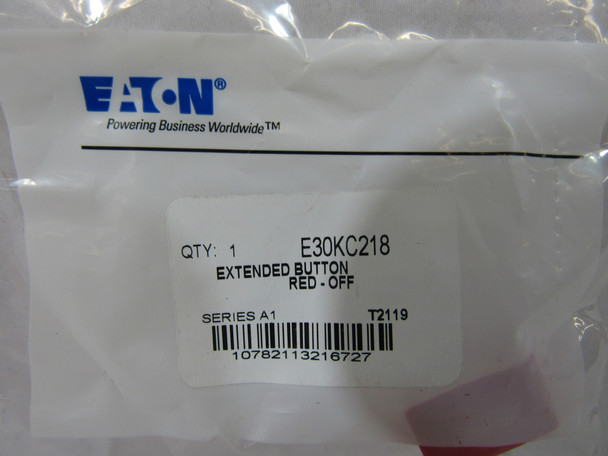 EATON®
Powering Business Worldwide™
QTY: 1 E30KC218
EXTENDED BUTTON
RED - OFF
SERIES A1 T2119
10782113216727